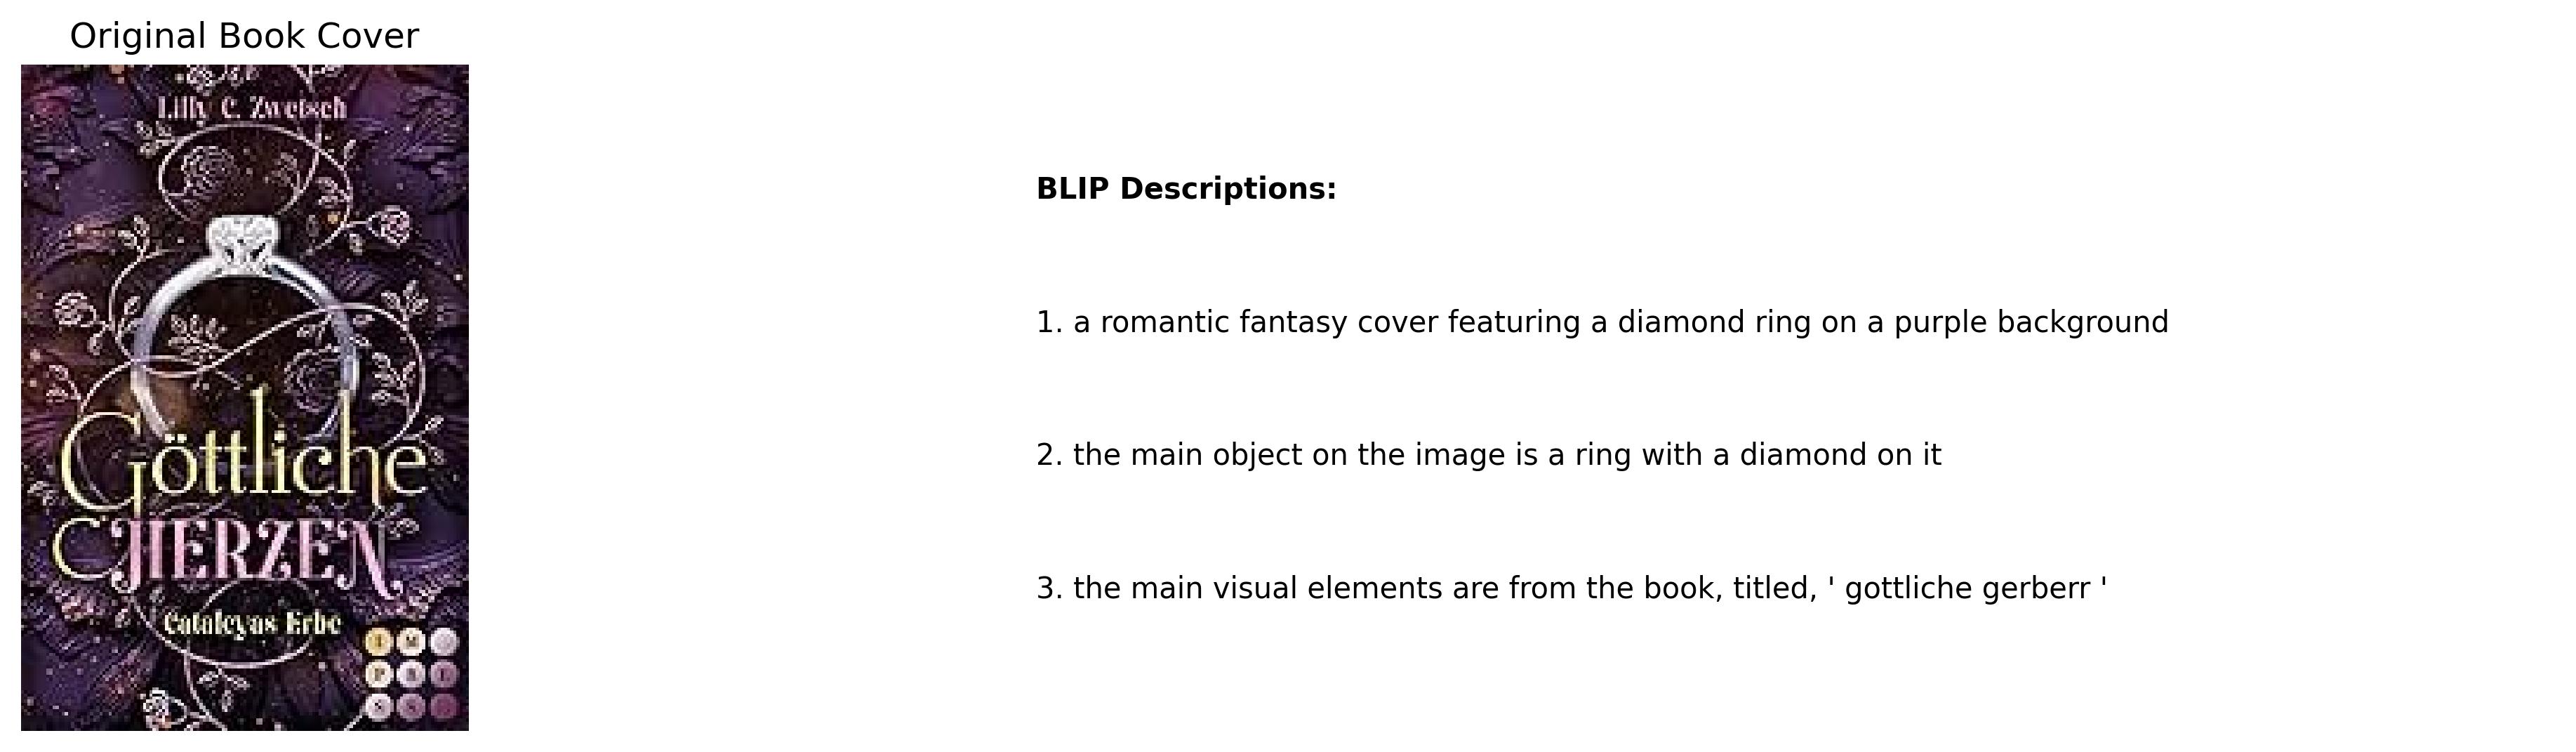 Original Book Cover
Lilly C. Zwetsch
Göttliche
HERZEN
Cataleyas Erbe
I M
P R E
S S
BLIP Descriptions:
1. a romantic fantasy cover featuring a diamond ring on a purple background
2. the main object on the image is a ring with a diamond on it
3. the main visual elements are from the book, titled, ' gottliche gerberr '